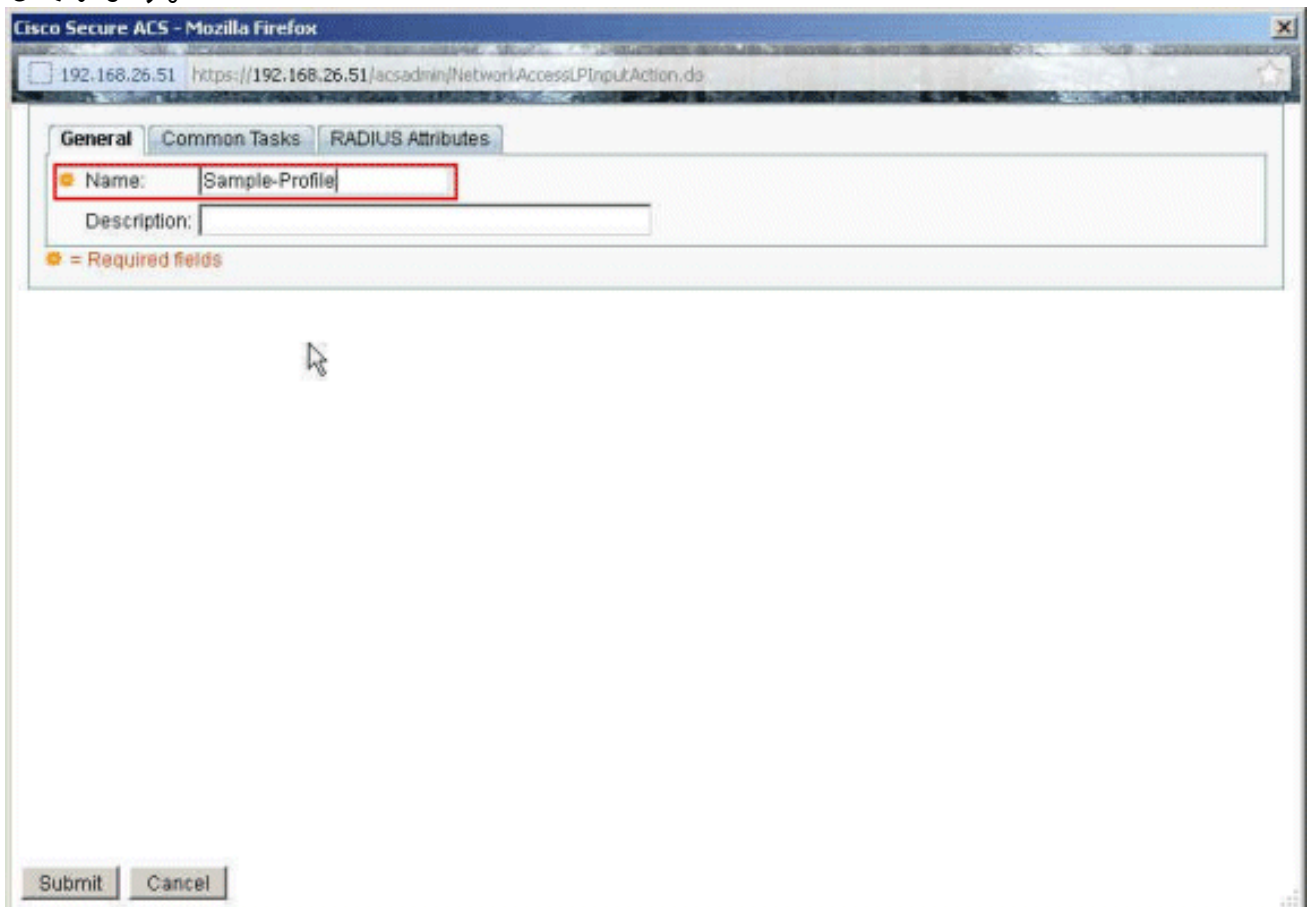 Cisco Secure ACS - Mozilla Firefox
192.168.26.51 https://192.168.26.51/acsadmin/NetworkAccessLPInputAction.do
General Common Tasks RADIUS Attributes
Name: Sample-Profile
Description:
= Required fields
Submit Cancel